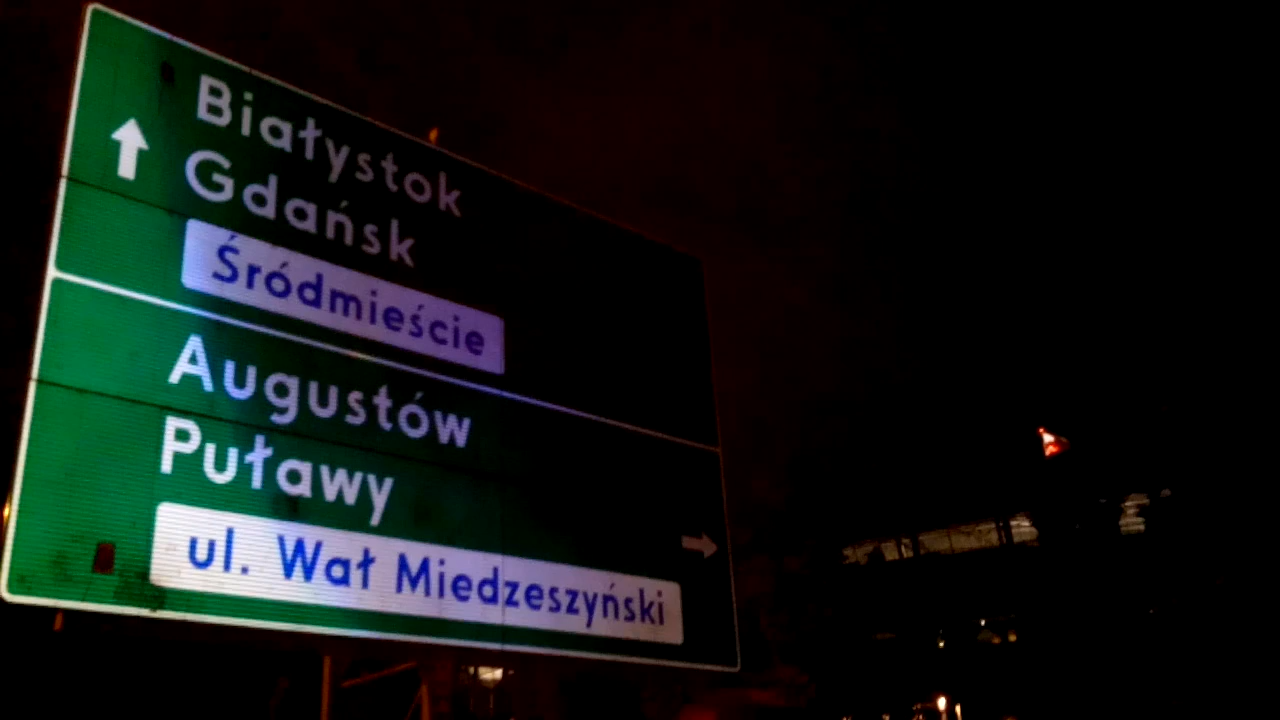 Białystok
Gdańsk
Śródmieście
Augustów
Puławy
ul. Wał Miedzeszyński